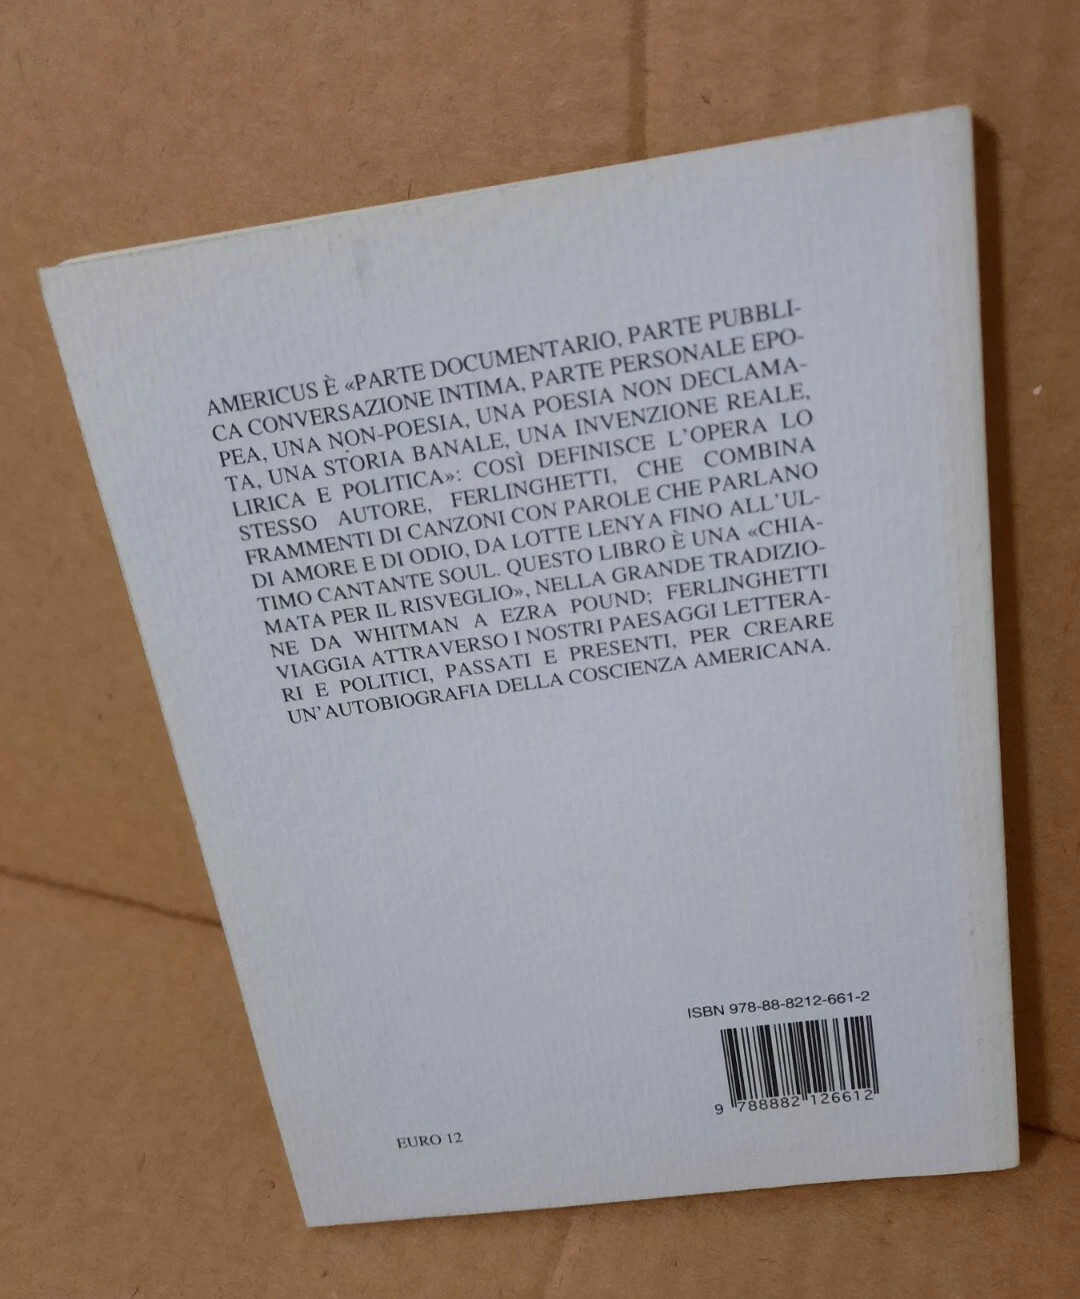 AMERICUS È «PARTE DOCUMENTARIO, PARTE PUBBLI-
CA CONVERSAZIONE INTIMA, PARTE PERSONALE EPO-
PEA, UNA NON-POESIA, UNA POESIA NON DECLAMA-
TA, UNA STORIA BANALE, UNA INVENZIONE REALE,
LIRICA E POLITICA»: COSÌ DEFINISCE L'OPERA LO
STESSO AUTORE, FERLINGHETTI, CHE COMBINA
FRAMMENTI DI CANZONI CON PAROLE CHE PARLANO
DI AMORE E DI ODIO, DA LOTTE LENYA FINO ALL'UL-
TIMO CANTANTE SOUL. QUESTO LIBRO È UNA «CHIA-
MATA PER IL RISVEGLIO», NELLA GRANDE TRADIZIO-
NE DA WHITMAN A EZRA POUND; FERLINGHETTI
VIAGGIA ATTRAVERSO I NOSTRI PAESAGGI LETTERA-
RI E POLITICI, PASSATI E PRESENTI, PER CREARE
UN'AUTOBIOGRAFIA DELLA COSCIENZA AMERICANA.
ISBN 978-88-8212-661-2
9 788882 126612
EURO 12